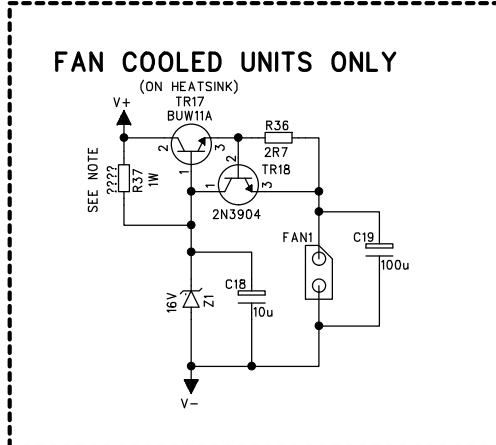 FAN COOLED UNITS ONLY
(ON HEATSINK)
TR17
BUW11A
V+
R36
2R7
2
3
1
SEE NOTE
????
R37
1W
2
TR18
1
3
2N3904
FAN1
C19
100u
C18
10u
16V
Z1
V-